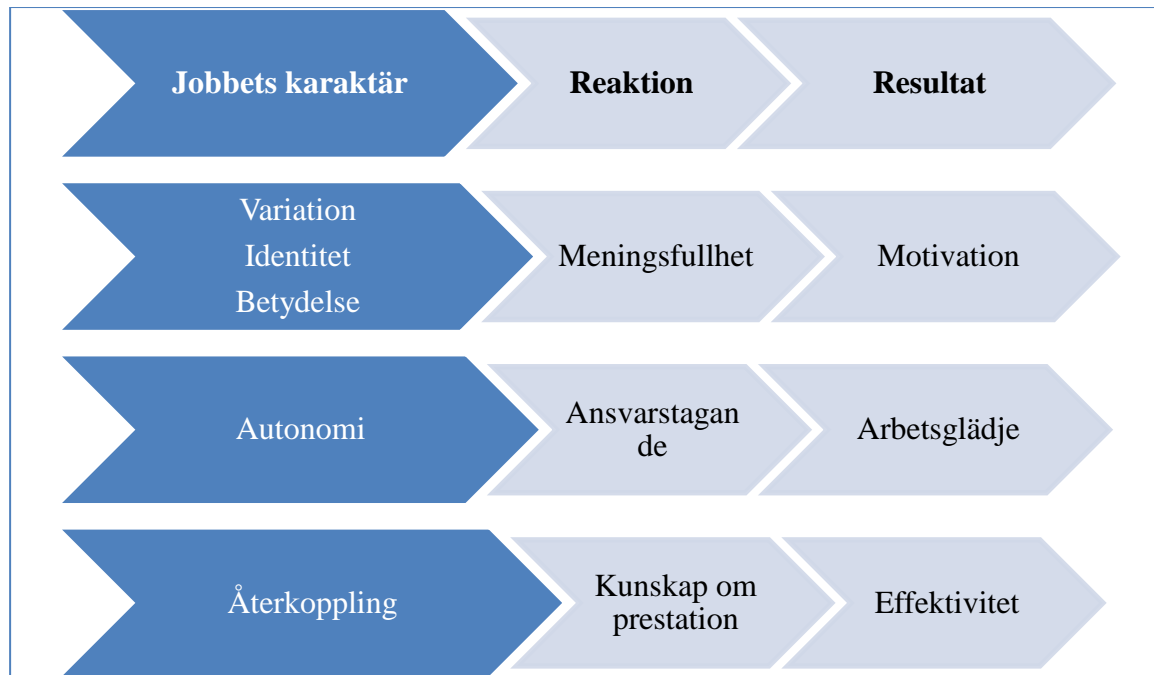 Jobbets karaktär
Reaktion
Resultat
Variation
Identitet
Betydelse
Meningsfullhet
Motivation
Autonomi
Ansvarstagan
de
Arbetsglädje
Återkoppling
Kunskap om
prestation
Effektivitet